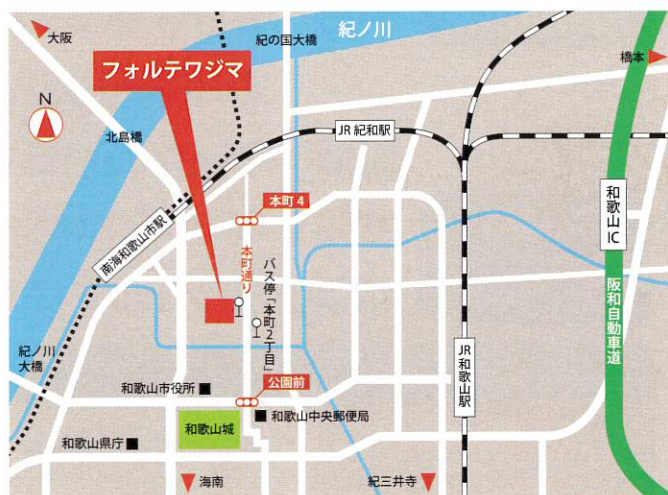 大阪
紀の国大橋
紀ノ川
橋本
フォルテワジマ
N
北島橋
JR 紀和駅
本町 4
南海和歌山市駅
和歌山IC
本町通り
バス停「本町2丁目」
阪和自動車道
紀ノ川
大橋
JR 和歌山駅
公園前
和歌山市役所
和歌山中央郵便局
和歌山城
和歌山県庁
海南
紀三井寺